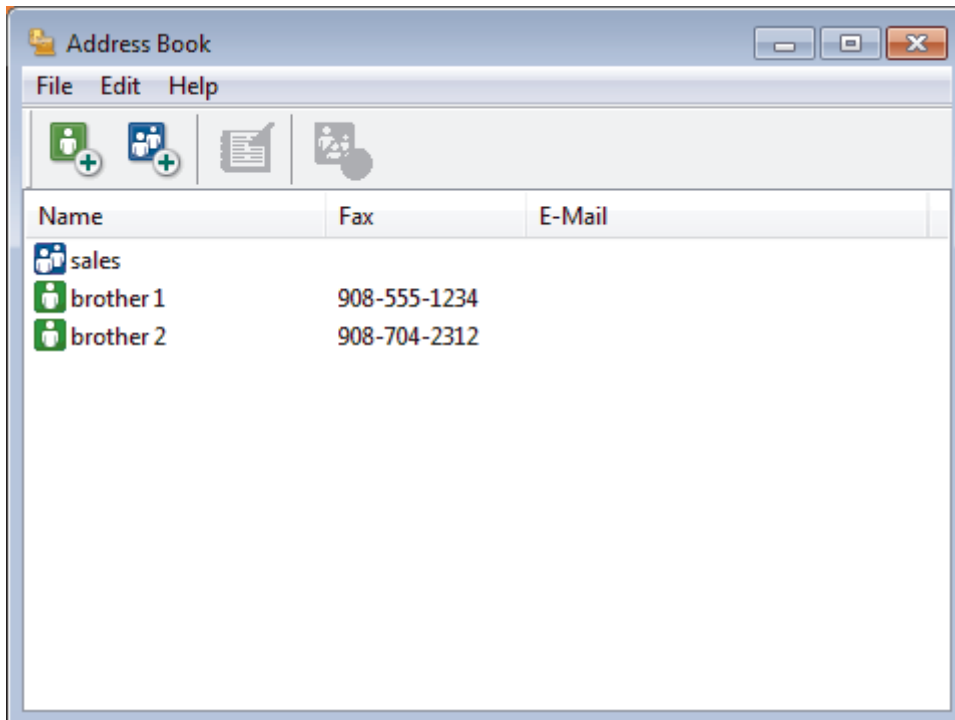 Address Book
File Edit Help
Name Fax E-Mail
sales
brother 1 908-555-1234
brother 2 908-704-2312